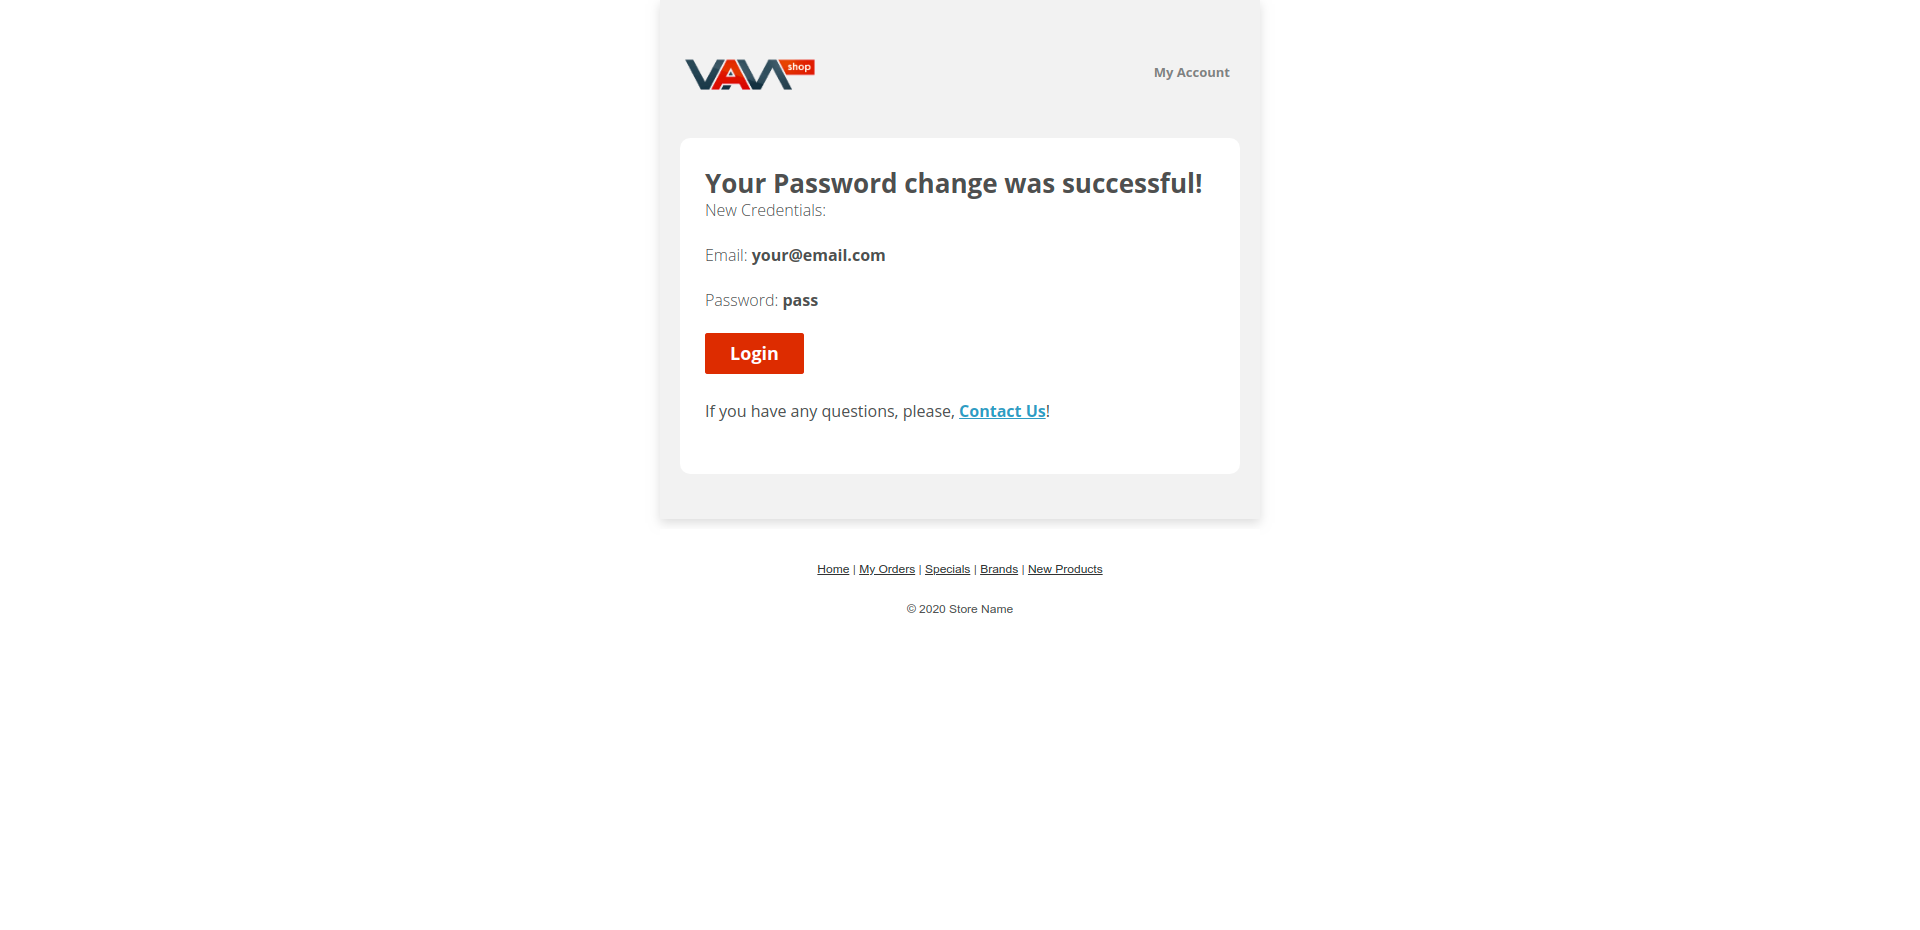 VAM shop
My Account
Your Password change was successful!
New Credentials:
Email: your@email.com
Password: pass
Login
If you have any questions, please, Contact Us!
Home | My Orders | Specials | Brands | New Products
© 2020 Store Name